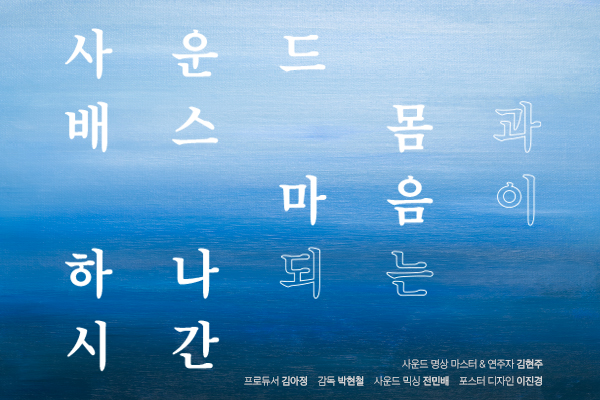 사 운 드
배 스 몸 과
마 음 이
하 나 되 는
시 간
사운드 명상 마스터 & 연주자 김현주
프로듀서 김아정 감독 박현철 사운드 믹싱 전민배 포스터 디자인 이진경